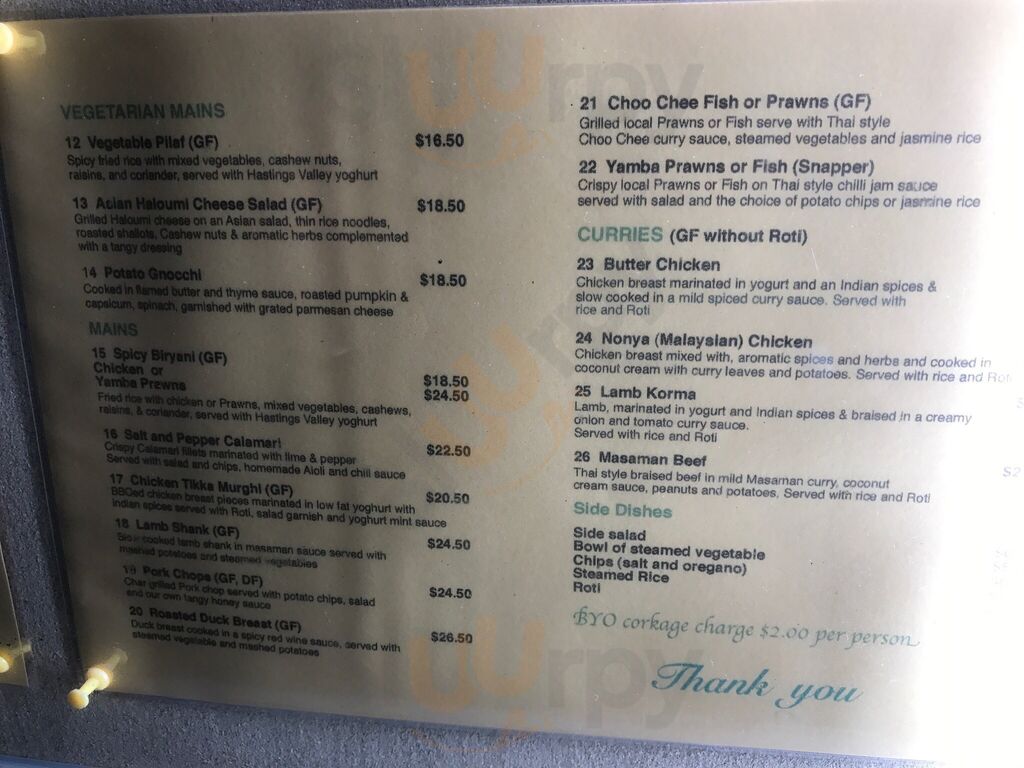 VEGETARIAN MAINS
12 Vegetable Pilaf (GF) $16.50
Spicy fried rice with mixed vegetables, cashew nuts,
raisins, and coriander, served with Hastings Valley yoghurt
13 Asian Haloumi Cheese Salad (GF) $18.50
Grilled Haloumi cheese on an Asian salad, thin rice noodles,
roasted shallots, Cashew nuts & aromatic herbs complemented
with a tangy dressing
14 Potato Gnocchi $18.50
Cooked in flamed butter and thyme sauce, roasted pumpkin &
capsicum, spinach, garnished with grated parmesan cheese
MAINS
15 Spicy Biryani (GF)
Chicken or $18.50
Yamba Prawns $24.50
Fried rice with chicken or Prawns, mixed vegetables, cashews,
raisins, & coriander, served with Hastings Valley yoghurt
16 Salt and Pepper Calamari $22.50
Crispy Calamari fillets marinated with lime & pepper
Served with salad and chips, homemade Aioli and chili sauce
17 Chicken Tikka Murghi (GF) $20.50
BBQed chicken breast pieces marinated in low fat yoghurt with
indian spices served with Roti, salad garnish and yoghurt mint sauce
18 Lamb Shank (GF) $24.50
Slow cooked lamb shank in masaman sauce served with
mashed potatoes and steamed vegetables
19 Pork Chops (GF, DF) $24.50
Char grilled Pork chop served with potato chips, salad
and our own tangy honey sauce
20 Roasted Duck Breast (GF) $26.50
Duck breast cooked in a spicy red wine sauce, served with
steamed vegetable and mashed potatoes
21 Choo Chee Fish or Prawns (GF)
Grilled local Prawns or Fish serve with Thai style
Choo Chee curry sauce, steamed vegetables and jasmine rice
22 Yamba Prawns or Fish (Snapper)
Crispy local Prawns or Fish on Thai style chilli jam sauce
served with salad and the choice of potato chips or jasmine rice
CURRIES (GF without Roti)
23 Butter Chicken
Chicken breast marinated in yogurt and an Indian spices &
slow cooked in a mild spiced curry sauce. Served with
rice and Roti
24 Nonya (Malaysian) Chicken
Chicken breast mixed with, aromatic spices and herbs and cooked in
coconut cream with curry leaves and potatoes. Served with rice and Roti
25 Lamb Korma
Lamb, marinated in yogurt and Indian spices & braised in a creamy
onion and tomato curry sauce.
Served with rice and Roti
26 Masaman Beef
Thai style braised beef in mild Masaman curry, coconut
cream sauce, peanuts and potatoes, Served with rice and Roti
Side Dishes
Side salad
Bowl of steamed vegetable
Chips (salt and oregano)
Steamed Rice
Roti
BYO corkage charge $2.00 per person
Thank you